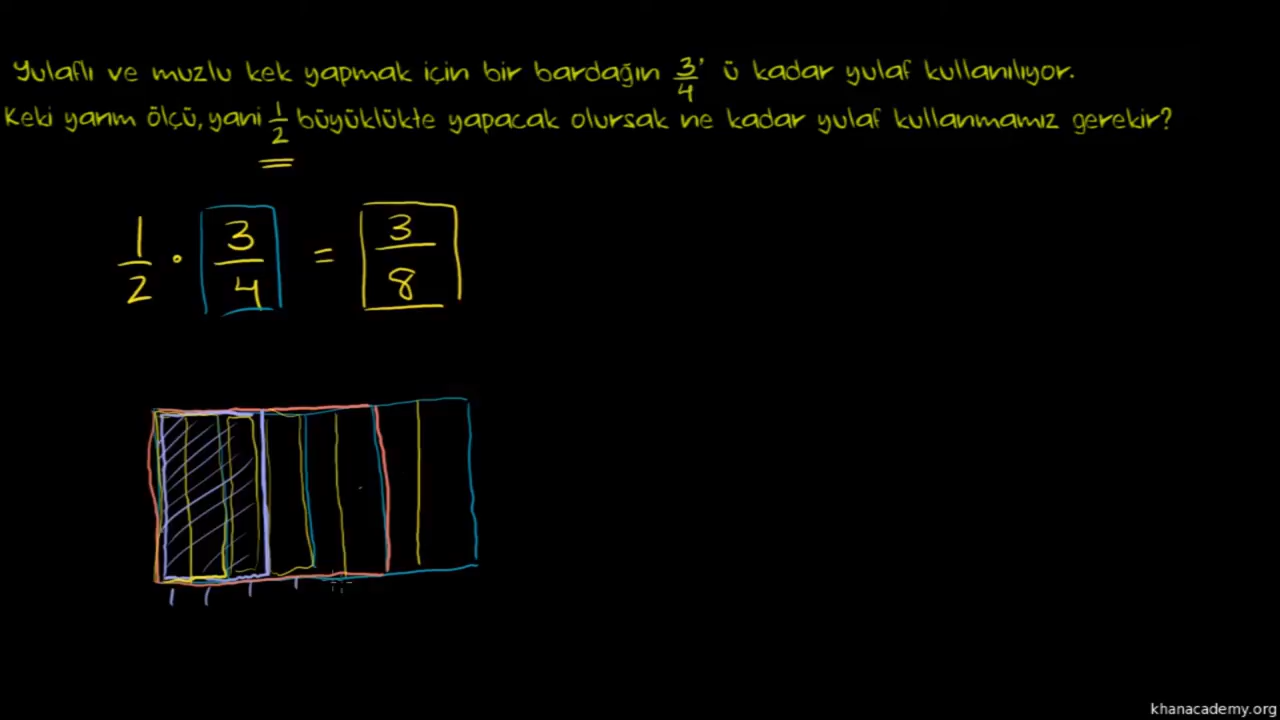 Yulaflı ve muzlu kek yapmak için bir bardağın 3/4' ü kadar yulaf kullanılıyor.
Keki yarım ölçü, yani 1/2 büyüklükte yapacak olursak ne kadar yulaf kullanmamız gerekir?
1/2 · 3/4 = 3/8
khanacademy.org